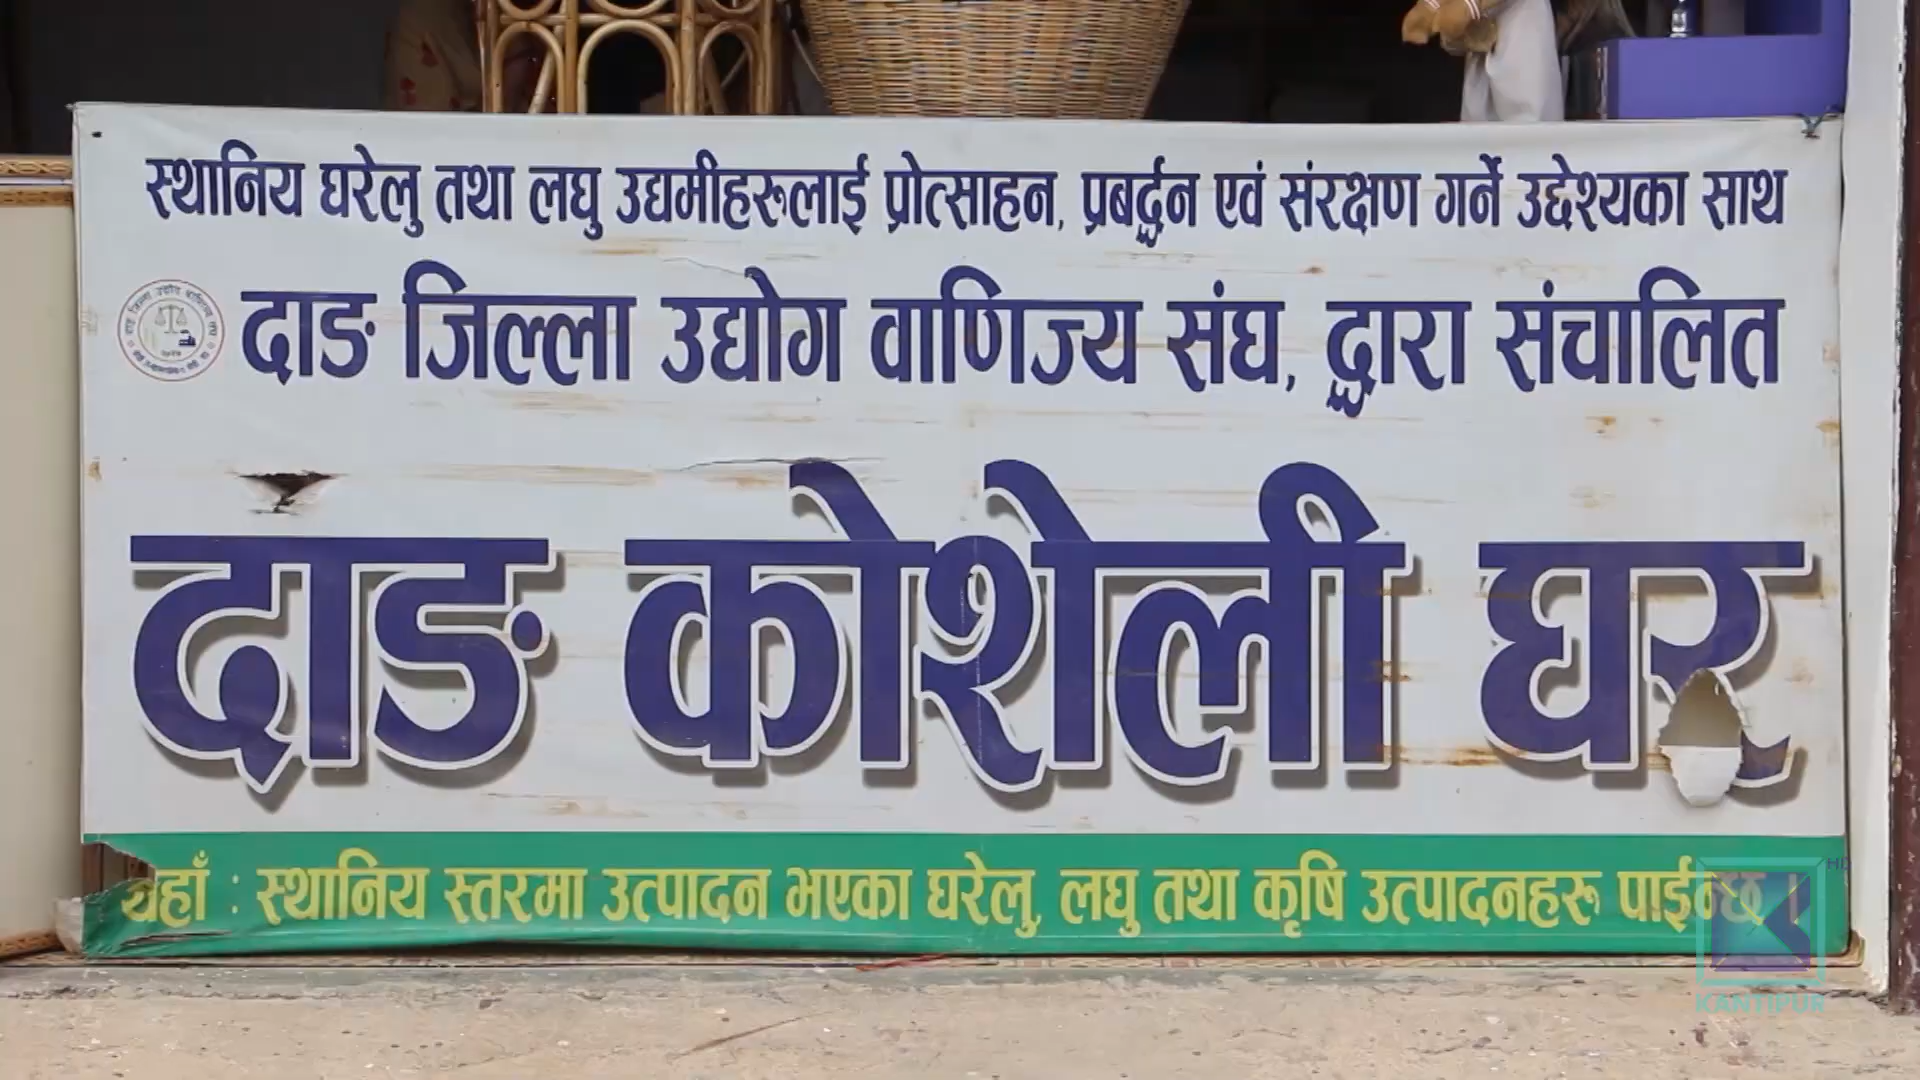 स्थानिय घरेलु तथा लघु उद्यमीहरूलाई प्रोत्साहन, प्रबर्द्धन एवं संरक्षण गर्ने उद्देश्यका साथ
दाङ जिल्ला उद्योग वाणिज्य संघ, द्वारा संचालित
दाङ कोशेली घर
यहाँ : स्थानिय स्तरमा उत्पादन भएका घरेलु, लघु तथा कृषि उत्पादनहरु पाईन्छ ।
HD
KANTIPUR